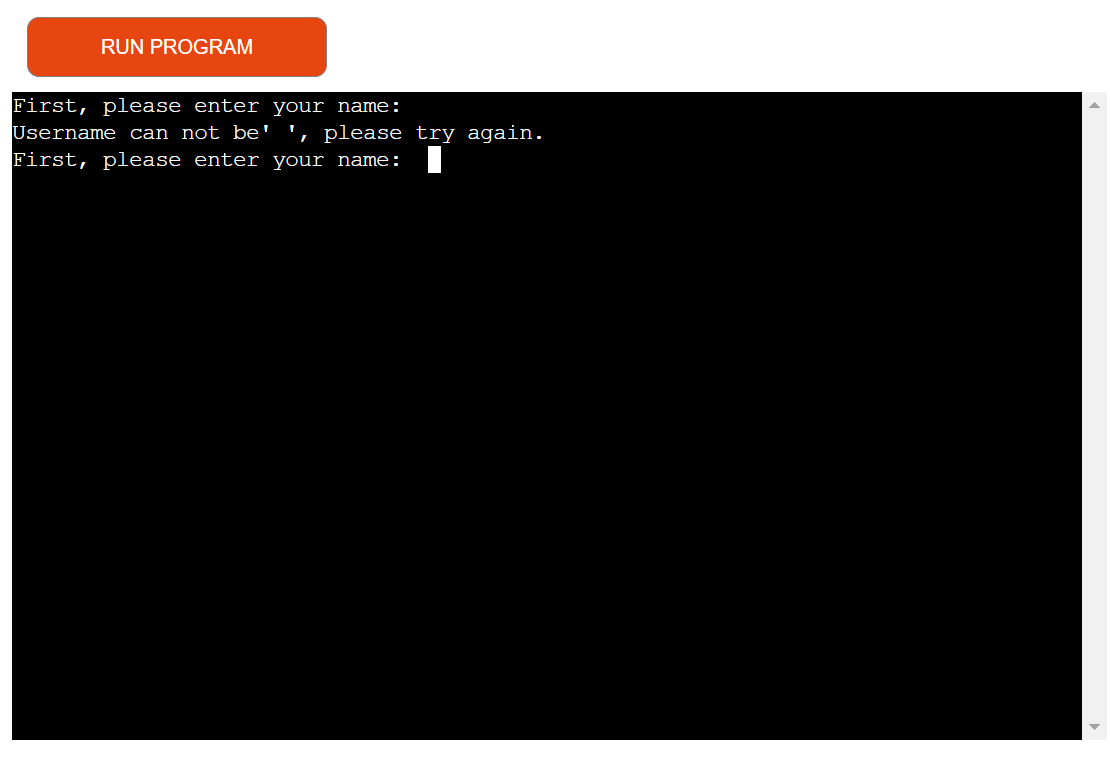 RUN PROGRAM
First, please enter your name:
Username can not be' ', please try again.
First, please enter your name: